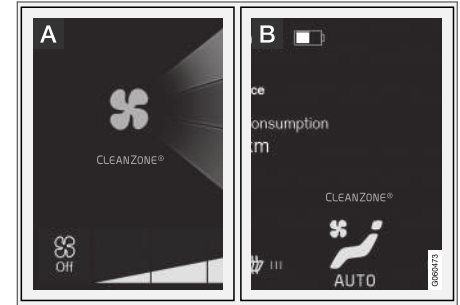 A
CLEANZONE®
Off
B
ce
onsumption
km
CLEANZONE®
AUTO
G060473